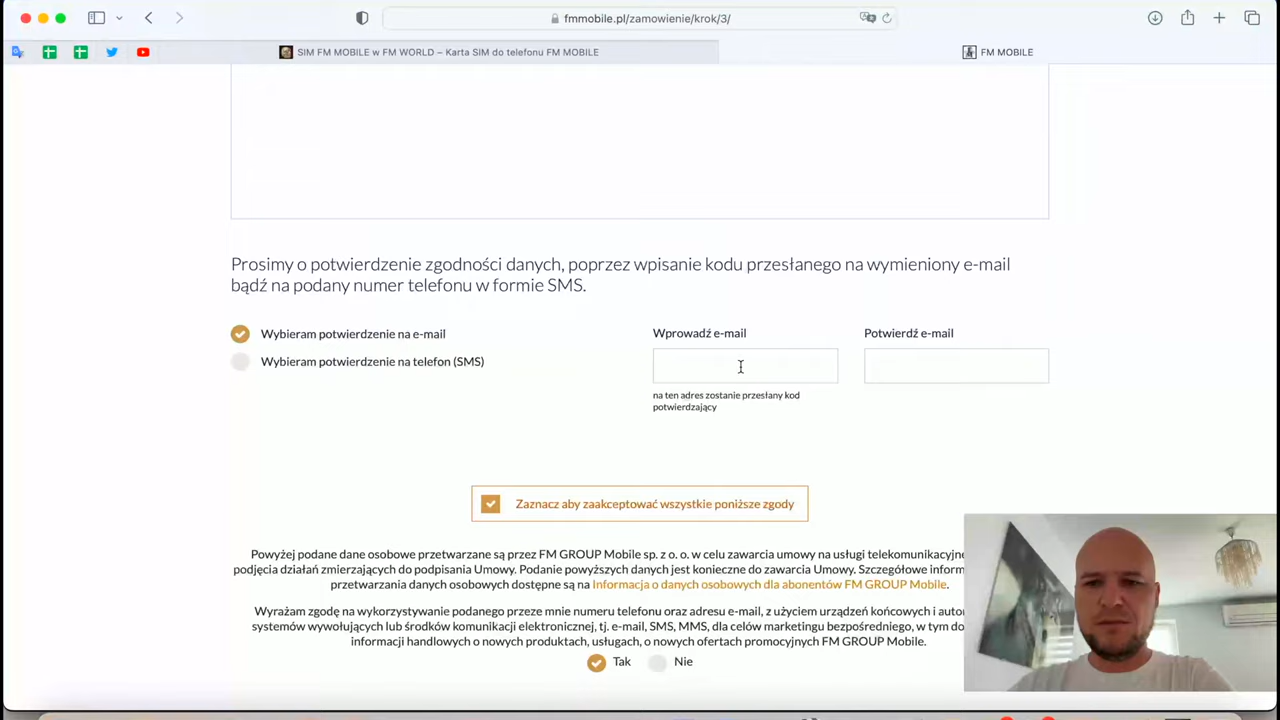 fmmobile.pl/zamowienie/krok/3/
SIM FM MOBILE w FM WORLD – Karta SIM do telefonu FM MOBILE
FM MOBILE
Prosimy o potwierdzenie zgodności danych, poprzez wpisanie kodu przesłanego na wymieniony e-mail
bądź na podany numer telefonu w formie SMS.
Wybieram potwierdzenie na e-mail
Wybieram potwierdzenie na telefon (SMS)
Wprowadź e-mail
na ten adres zostanie przesłany kod
potwierdzający
Potwierdź e-mail
Zaznacz aby zaakceptować wszystkie poniższe zgody
Powyżej podane dane osobowe przetwarzane są przez FM GROUP Mobile sp. z o. o. w celu zawarcia umowy na usługi telekomunikacyjne
podjęcia działań zmierzających do podpisania Umowy. Podanie powyższych danych jest konieczne do zawarcia Umowy. Szczegółowe inform
przetwarzania danych osobowych dostępne są na Informacja o danych osobowych dla abonentów FM GROUP Mobile.
Wyrażam zgodę na wykorzystywanie podanego przeze mnie numeru telefonu oraz adresu e-mail, z użyciem urządzeń końcowych i auto
systemów wywołujących lub środków komunikacji elektronicznej, tj. e-mail, SMS, MMS, dla celów marketingu bezpośredniego, w tym do
informacji handlowych o nowych produktach, usługach, o nowych ofertach promocyjnych FM GROUP Mobile.
Tak Nie